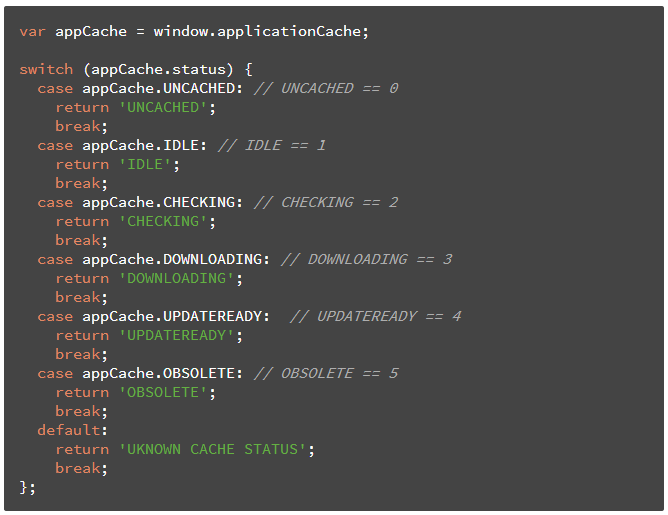 var appCache = window.applicationCache;
switch (appCache.status) {
case appCache.UNCACHED: // UNCACHED == 0
return 'UNCACHED';
break;
case appCache.IDLE: // IDLE == 1
return 'IDLE';
break;
case appCache.CHECKING: // CHECKING == 2
return 'CHECKING';
break;
case appCache.DOWNLOADING: // DOWNLOADING == 3
return 'DOWNLOADING';
break;
case appCache.UPDATEREADY:  // UPDATEREADY == 4
return 'UPDATEREADY';
break;
case appCache.OBSOLETE: // OBSOLETE == 5
return 'OBSOLETE';
break;
default:
return 'UKNOWN CACHE STATUS';
break;
};